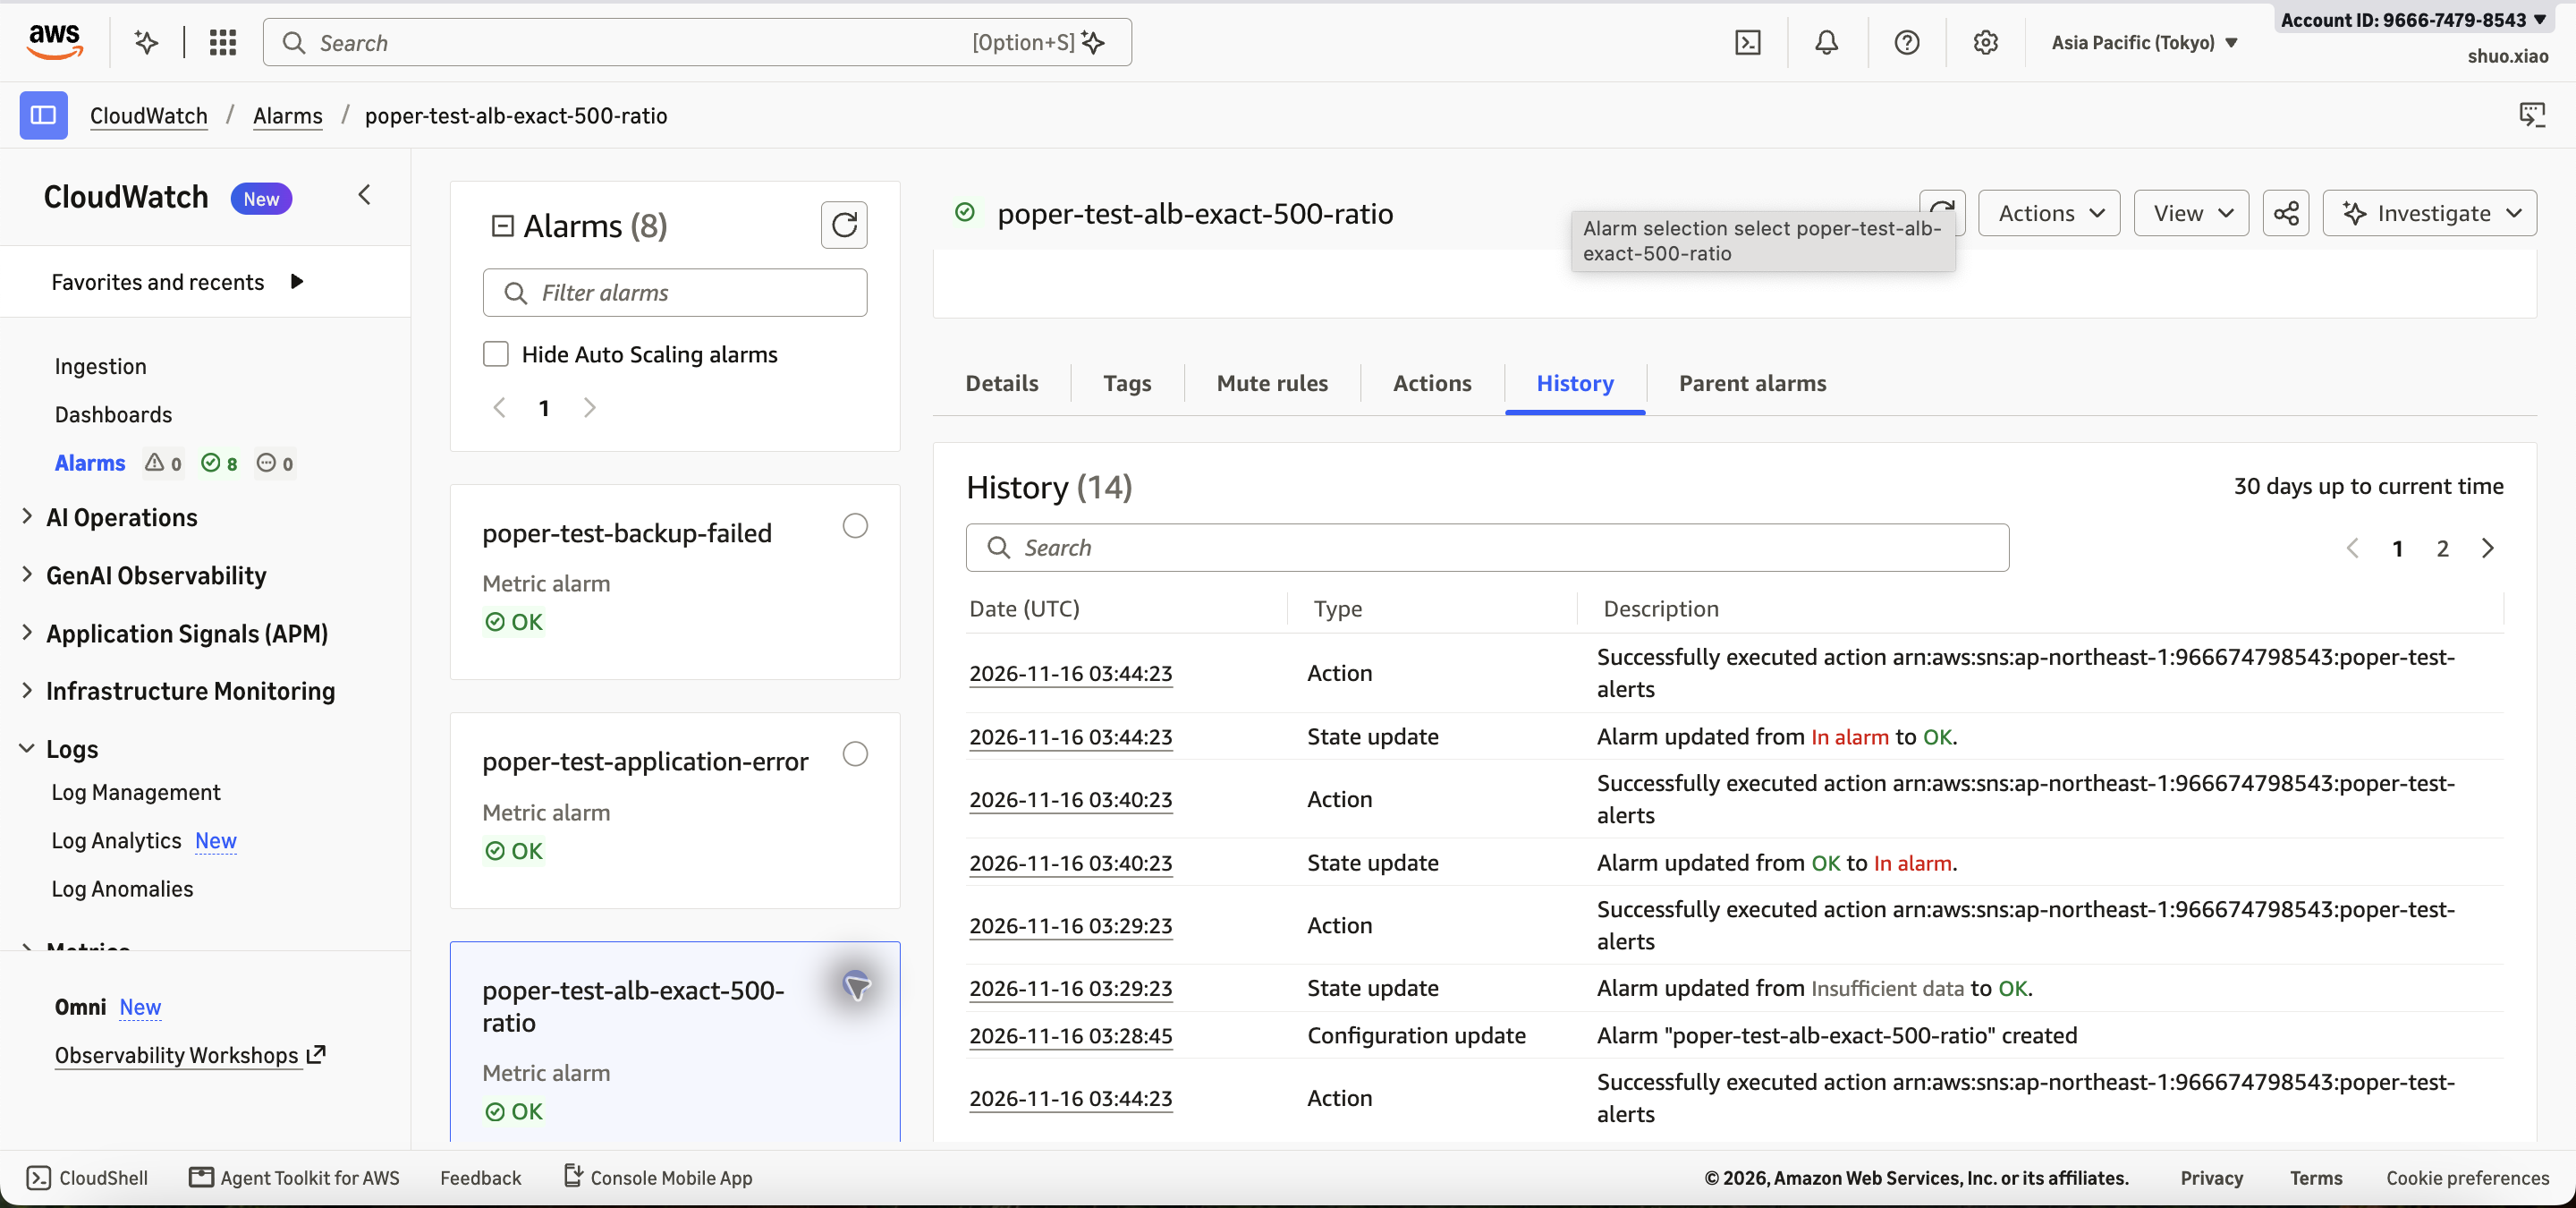 aws
Search
[Option+S]
Account ID: 9666-7479-8543
Asia Pacific (Tokyo)
shuo.xiao
CloudWatch / Alarms / poper-test-alb-exact-500-ratio
CloudWatch New
Favorites and recents
Ingestion
Dashboards
Alarms 0 8 0
AI Operations
GenAI Observability
Application Signals (APM)
Infrastructure Monitoring
Logs
Log Management
Log Analytics New
Log Anomalies
Metrics
Omni New
Observability Workshops
Alarms (8)
Filter alarms
Hide Auto Scaling alarms
1
poper-test-backup-failed
Metric alarm
OK
poper-test-application-error
Metric alarm
OK
poper-test-alb-exact-500-
ratio
Metric alarm
OK
poper-test-alb-exact-500-ratio
Alarm selection select poper-test-alb-
exact-500-ratio
Actions
View
Investigate
Details
Tags
Mute rules
Actions
History
Parent alarms
History (14)
30 days up to current time
Search
1 2
Date (UTC) Type Description
2026-11-16 03:44:23 Action Successfully executed action arn:aws:sns:ap-northeast-1:966674798543:poper-test-
alerts
2026-11-16 03:44:23 State update Alarm updated from In alarm to OK.
2026-11-16 03:40:23 Action Successfully executed action arn:aws:sns:ap-northeast-1:966674798543:poper-test-
alerts
2026-11-16 03:40:23 State update Alarm updated from OK to In alarm.
2026-11-16 03:29:23 Action Successfully executed action arn:aws:sns:ap-northeast-1:966674798543:poper-test-
alerts
2026-11-16 03:29:23 State update Alarm updated from Insufficient data to OK.
2026-11-16 03:28:45 Configuration update Alarm "poper-test-alb-exact-500-ratio" created
2026-11-16 03:44:23 Action Successfully executed action arn:aws:sns:ap-northeast-1:966674798543:poper-test-
alerts
CloudShell
Agent Toolkit for AWS
Feedback
Console Mobile App
© 2026, Amazon Web Services, Inc. or its affiliates.
Privacy
Terms
Cookie preferences